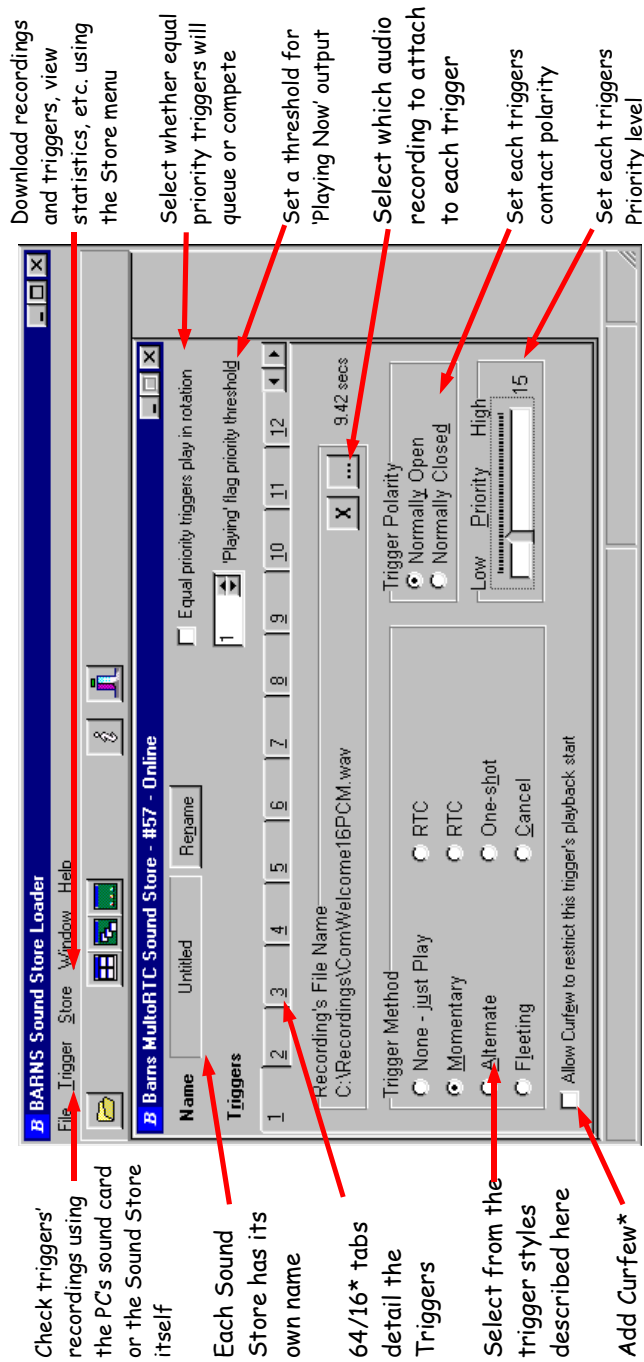 Download recordings
and triggers, view
statistics, etc. using
the Store menu
Select whether equal
priority triggers will
queue or compete
Set a threshold for
'Playing Now' output
Select which audio
recording to attach
to each trigger
Set each triggers
contact polarity
Set each triggers
Priority level
B BARNS Sound Store Loader
File Trigger Store Window Help
B Barns MultoRTC Sound Store - #57 - Online
Name Untitled Rename
Equal priority triggers play in rotation
Triggers
1 'Playing' flag priority threshold
1 2 3 4 5 6 7 8 9 10 11 12
Recording's File Name
C:\Recordings\ComWelcome16PCM.wav
X ... 9.42 secs
Trigger Method
None - just Play
RTC
Momentary
RTC
Alternate
One-shot
Fleeting
Cancel
Trigger Polarity
Normally Open
Normally Closed
Low Priority High
15
Allow Curfew to restrict this trigger's playback start
Check triggers'
recordings using
the PC's sound card
or the Sound Store
itself
Each Sound
Store has its
own name
64/16* tabs
detail the
Triggers
Select from the
trigger styles
described here
Add Curfew*